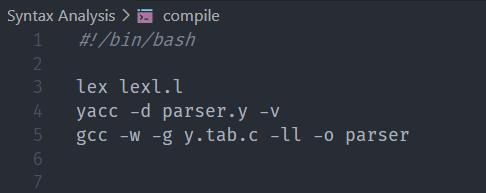 Syntax Analysis > compile
1 #!/bin/bash
2
3 lex lexl.l
4 yacc -d parser.y -v
5 gcc -w -g y.tab.c -ll -o parser
6
7